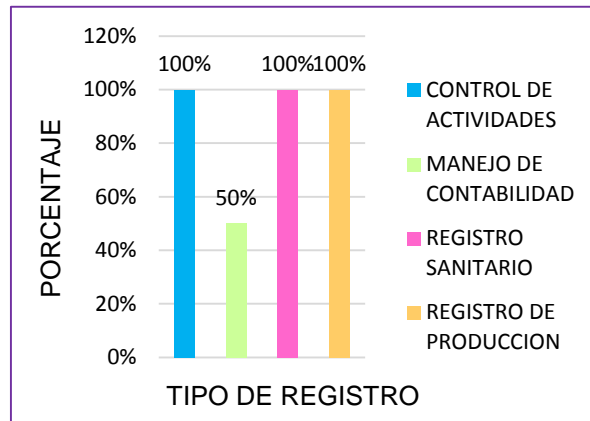 120%
100%
80%
60%
40%
20%
0%
100%
50%
100%
100%
PORCENTAJE
TIPO DE REGISTRO
CONTROL DE
ACTIVIDADES
MANEJO DE
CONTABILIDAD
REGISTRO
SANITARIO
REGISTRO DE
PRODUCCION